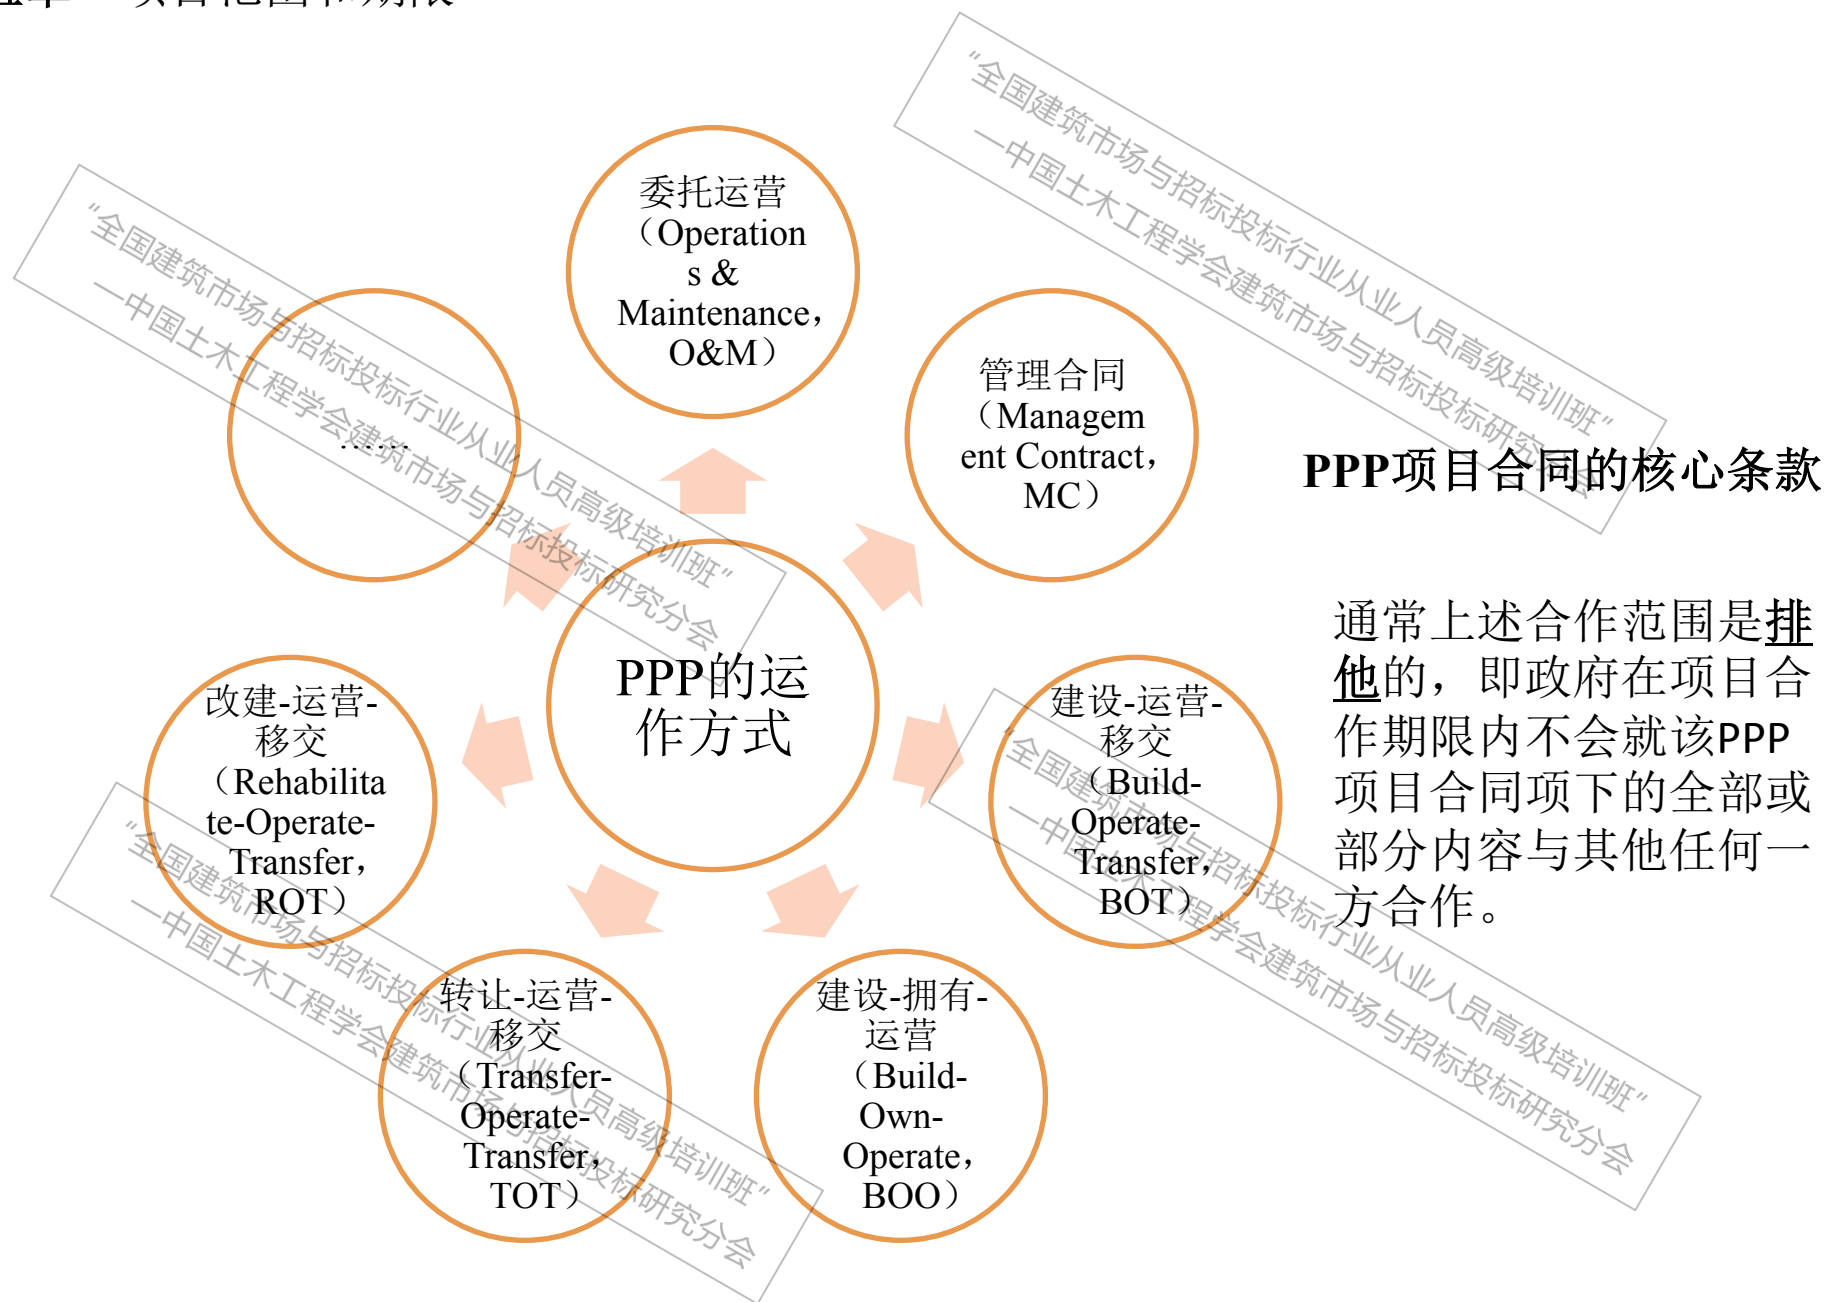 项目范围和期限
委托运营
（Operation
s &
Maintenance，
O&M）
管理合同
（Managem
ent Contract，
MC）
建设-运营-
移交
（Build-
Operate-
Transfer，
BOT）
建设-拥有-
运营
（Build-
Own-
Operate，
BOO）
转让-运营-
移交
（Transfer-
Operate-
Transfer，
TOT）
改建-运营-
移交
（Rehabilita
te-Operate-
Transfer，
ROT）
……
PPP的运
作方式
PPP项目合同的核心条款
通常上述合作范围是排
他的，即政府在项目合
作期限内不会就该PPP
项目合同项下的全部或
部分内容与其他任何一
方合作。
“全国建筑市场与招标投标行业从业人员高级培训班”
—中国土木工程学会建筑市场与招标投标研究分会
“全国建筑市场与招标投标行业从业人员高级培训班”
—中国土木工程学会建筑市场与招标投标研究分会
“全国建筑市场与招标投标行业从业人员高级培训班”
—中国土木工程学会建筑市场与招标投标研究分会
“全国建筑市场与招标投标行业从业人员高级培训班”
—中国土木工程学会建筑市场与招标投标研究分会